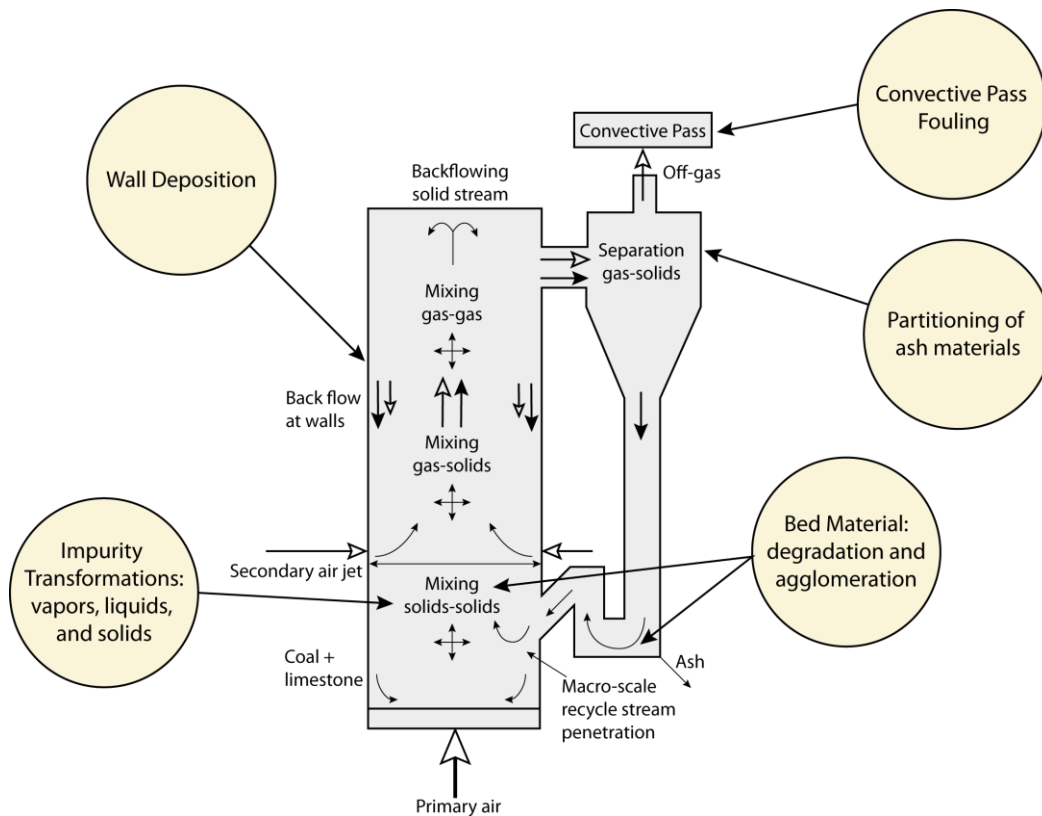 Convective Pass
Fouling
Convective Pass
Wall Deposition
Backflowing
solid stream
Off-gas
Separation
gas-solids
Mixing
gas-gas
Partitioning of
ash materials
Back flow
at walls
Mixing
gas-solids
Impurity
Transformations:
vapors, liquids,
and solids
Secondary air jet
Mixing
solids-solids
Bed Material:
degradation and
agglomeration
Coal +
limestone
Ash
Macro-scale
recycle stream
penetration
Primary air